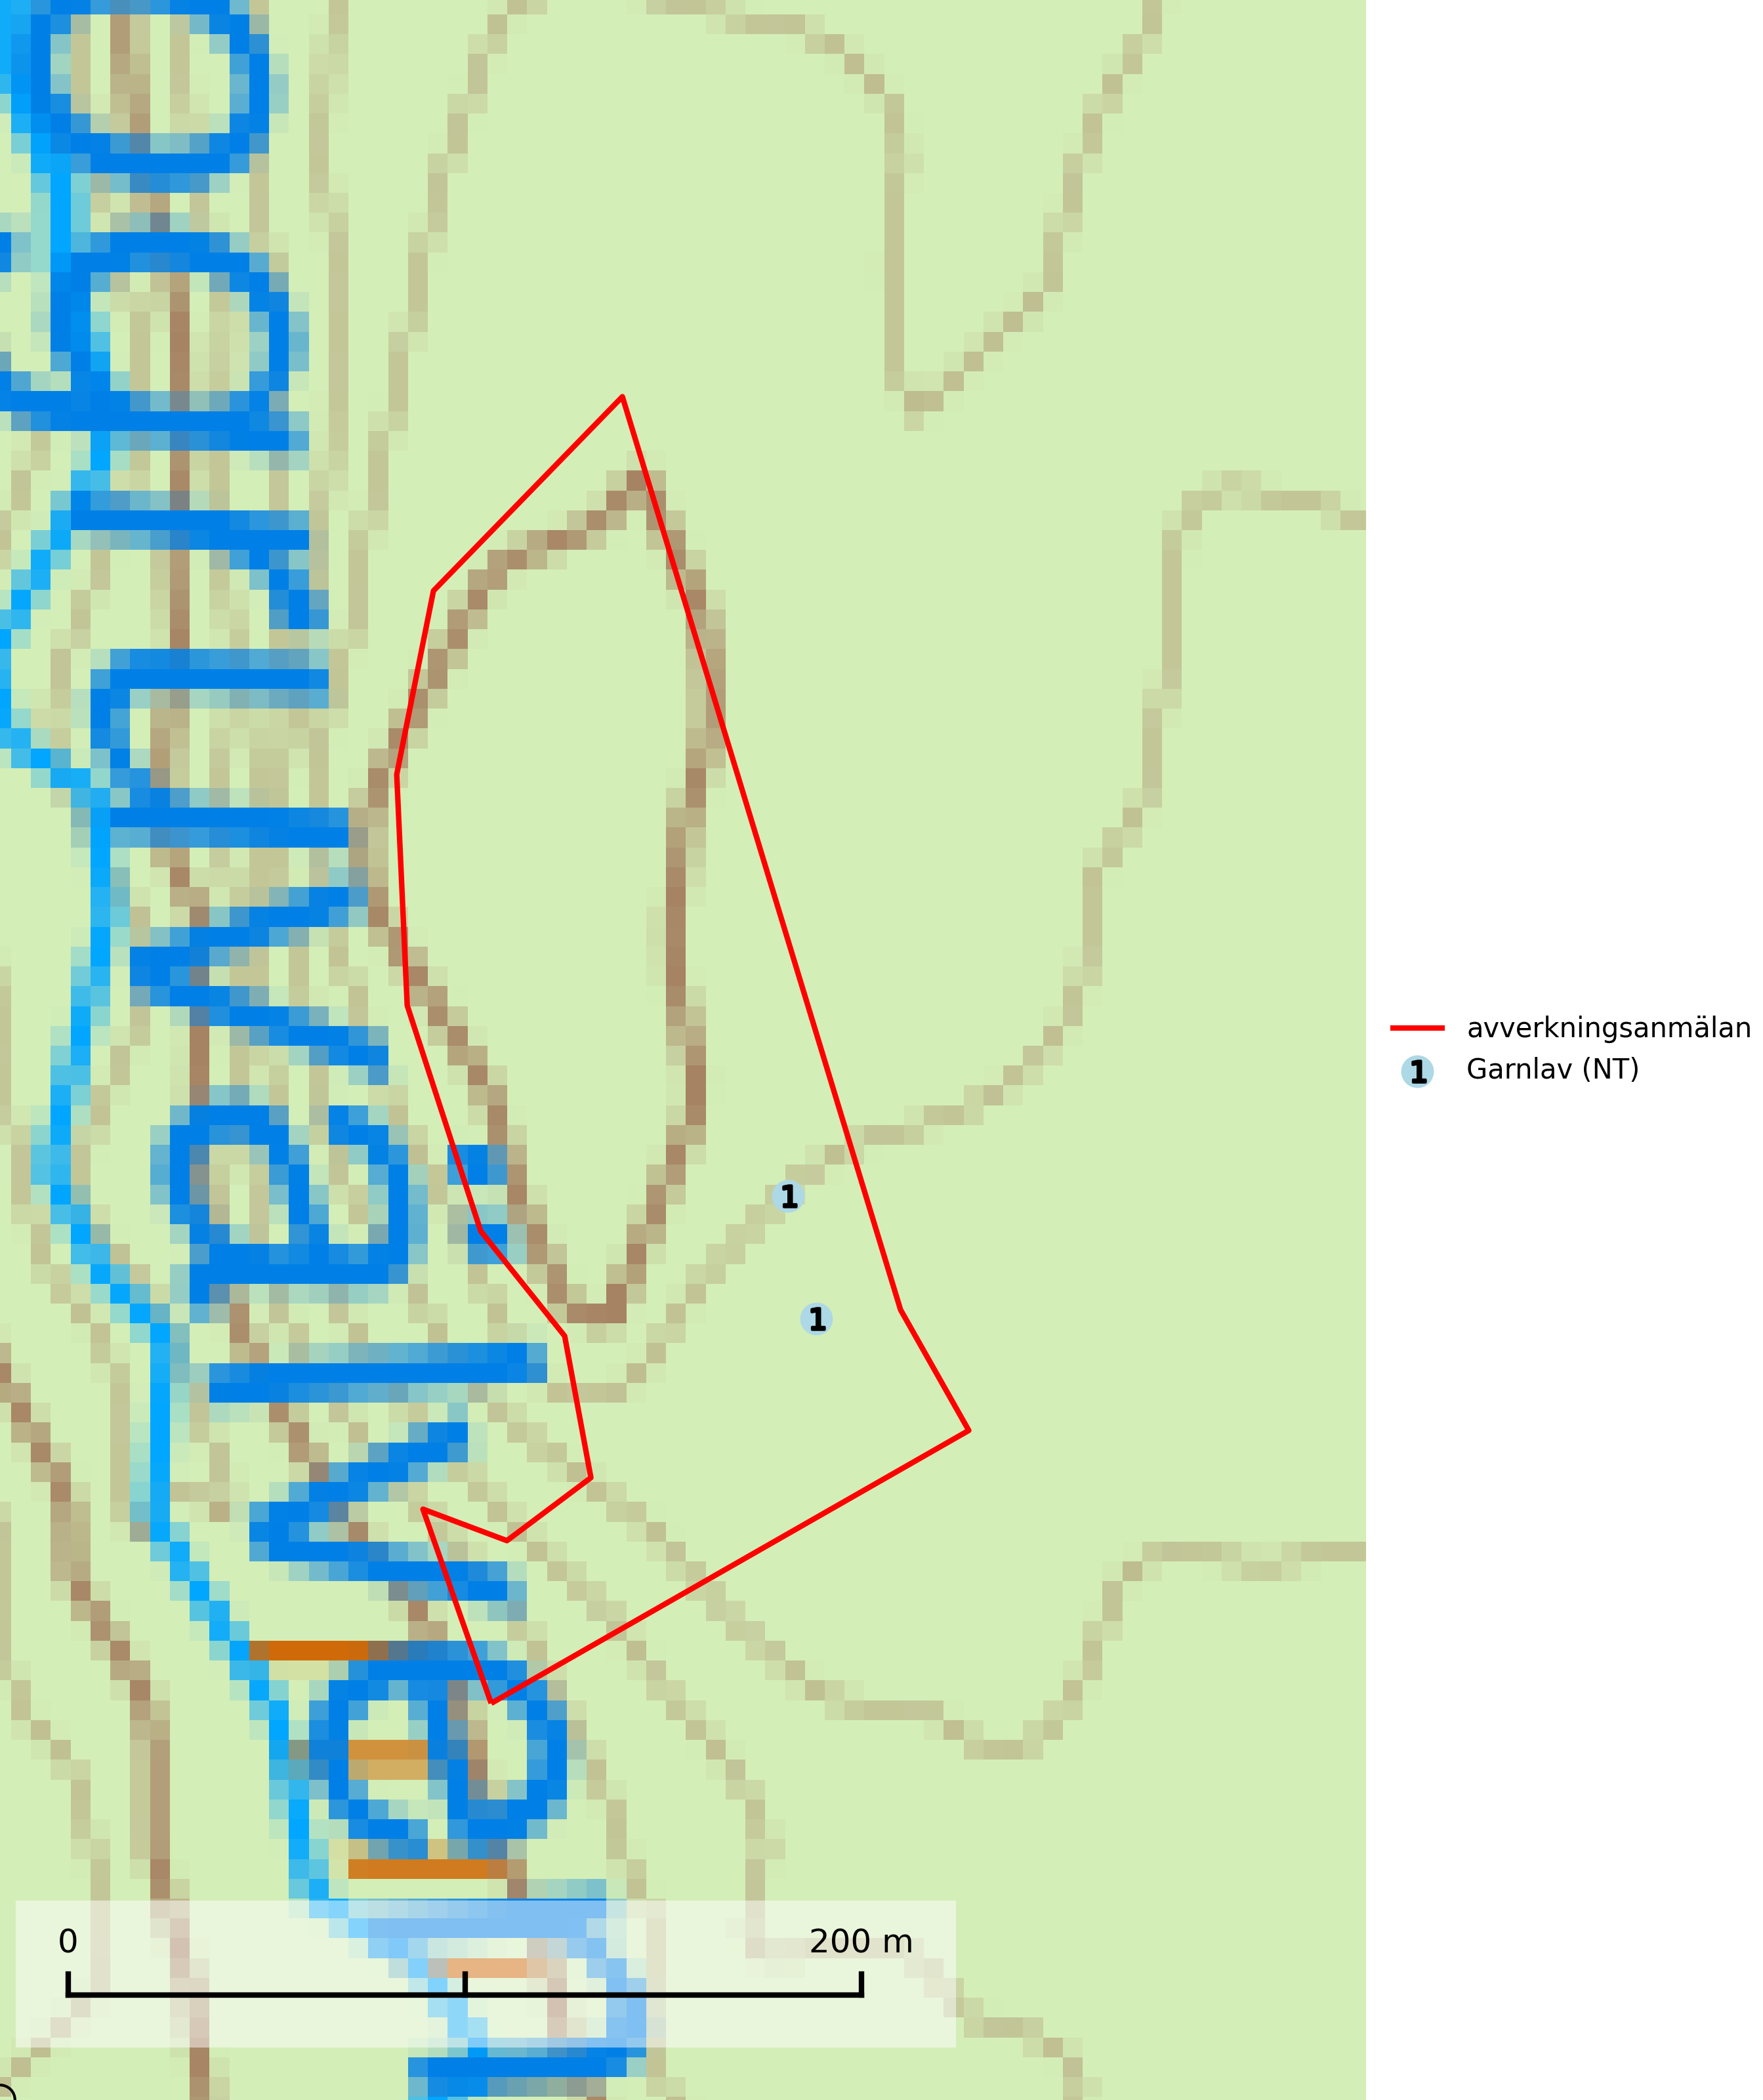 avverkningsanmälan
1 Garnlav (NT)
1
1
0 200 m